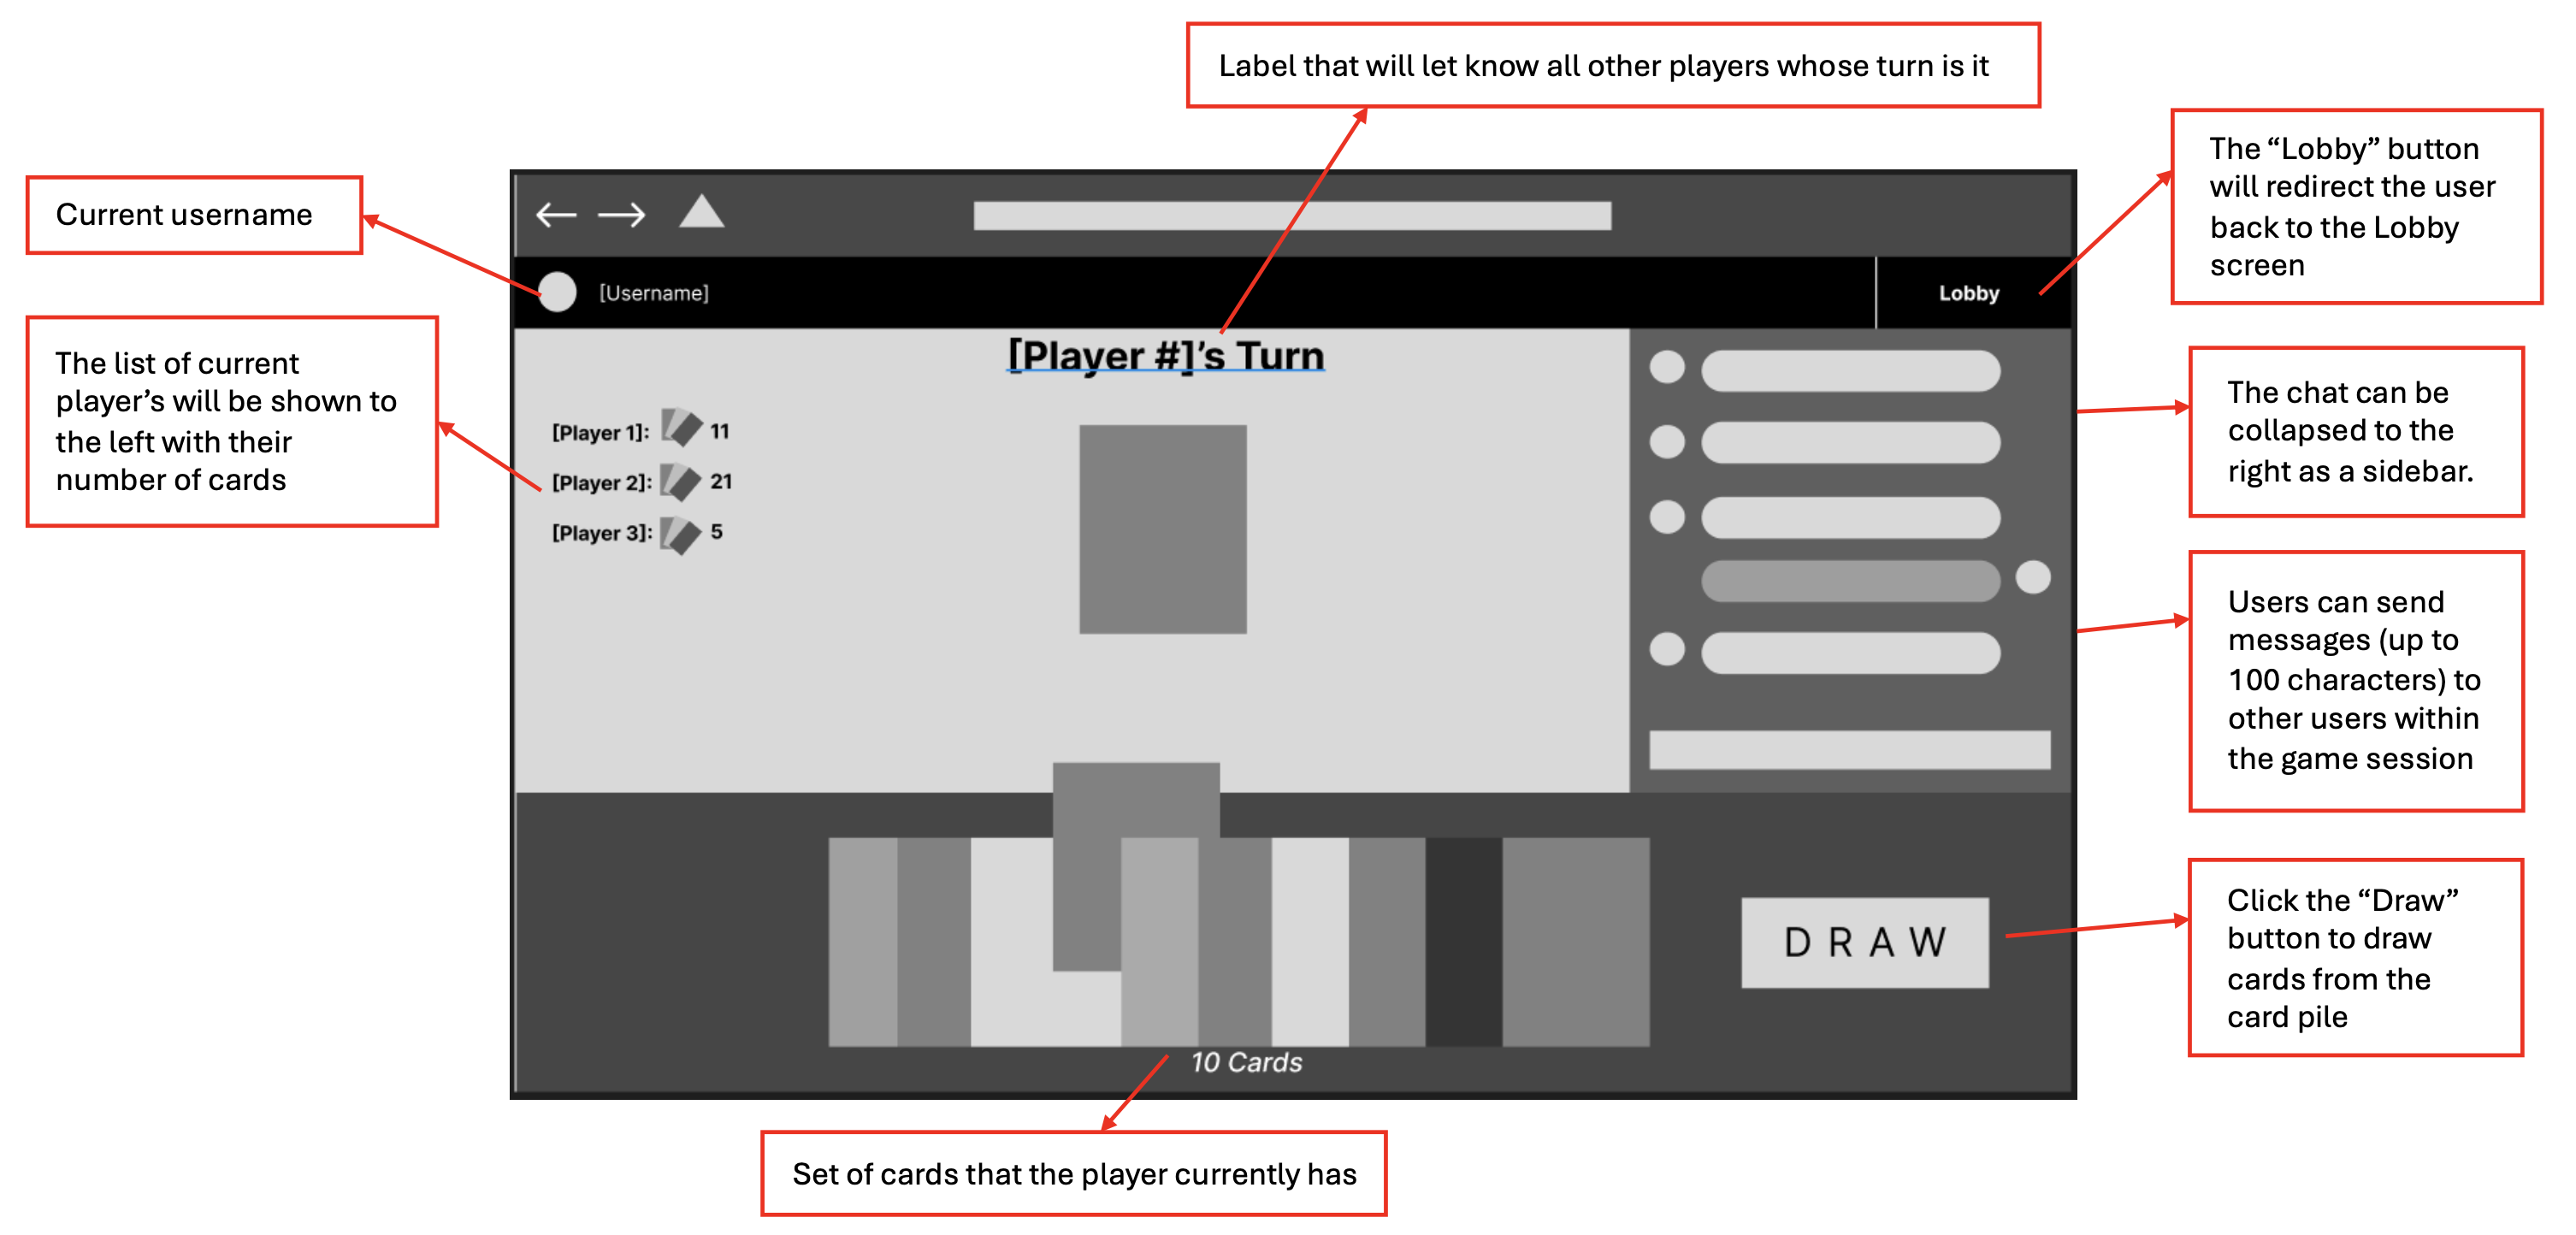 Label that will let know all other players whose turn is it
The “Lobby” button
will redirect the user
back to the Lobby
screen
Current username
[Username]
Lobby
The list of current
player’s will be shown to
the left with their
number of cards
[Player #]’s Turn
[Player 1]: 11
[Player 2]: 21
[Player 3]: 5
The chat can be
collapsed to the
right as a sidebar.
Users can send
messages (up to
100 characters) to
other users within
the game session
DRAW
Click the “Draw”
button to draw
cards from the
card pile
10 Cards
Set of cards that the player currently has